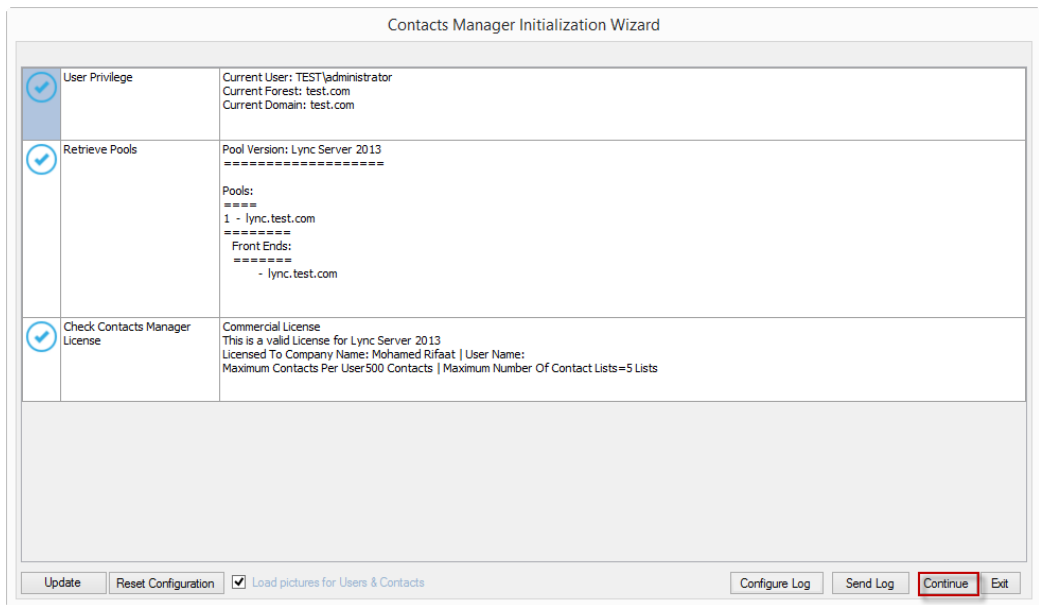 Contacts Manager Initialization Wizard
User Privilege
Current User: TEST\administrator
Current Forest: test.com
Current Domain: test.com
Retrieve Pools
Pool Version: Lync Server 2013
===================
Pools:
====
1 - lync.test.com
========
Front Ends:
=======
- lync.test.com
Check Contacts Manager
License
Commercial License
This is a valid License for Lync Server 2013
Licensed To Company Name: Mohamed Rifaat | User Name:
Maximum Contacts Per User500 Contacts | Maximum Number Of Contact Lists=5 Lists
Update
Reset Configuration
Load pictures for Users & Contacts
Configure Log
Send Log
Continue
Exit